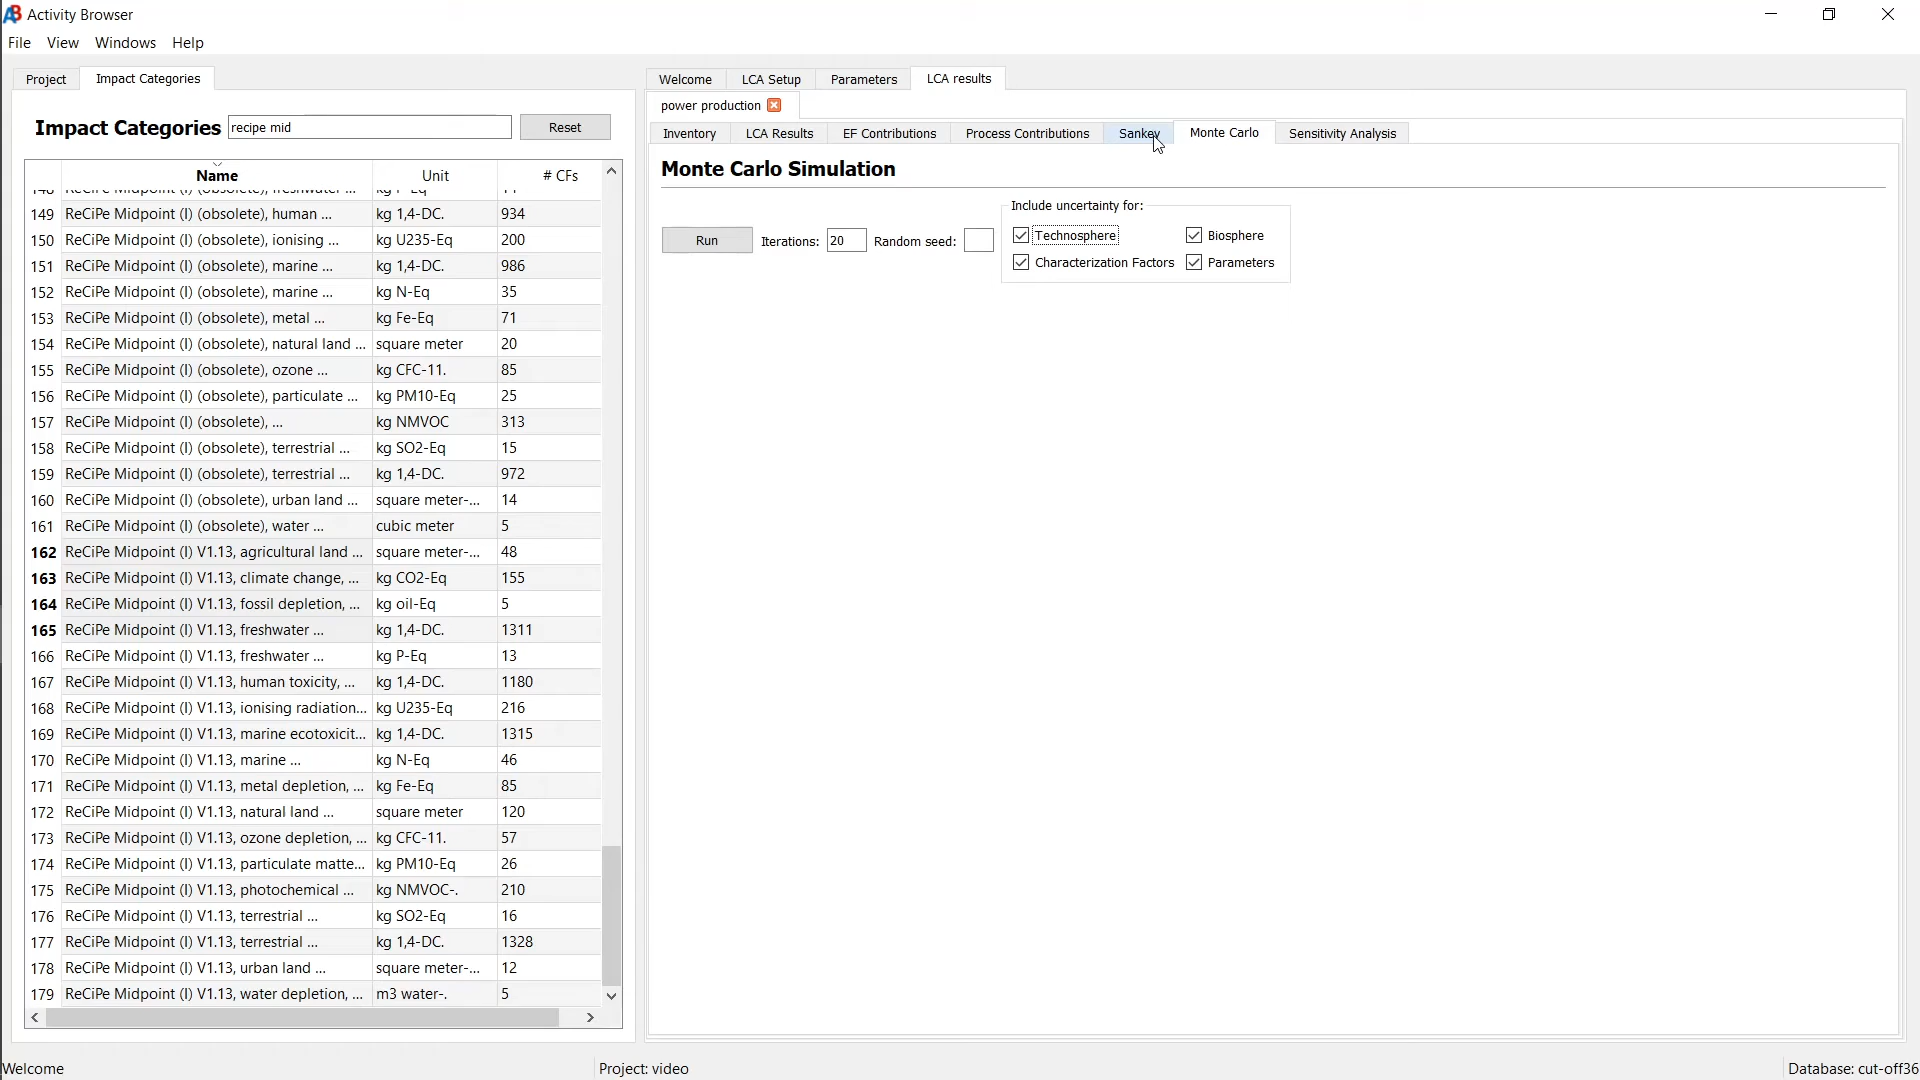 Activity Browser
File View Windows Help
Project Impact Categories
Impact Categories recipe mid Reset
Name Unit # CFs
149 ReCiPe Midpoint (I) (obsolete), human ... kg 1,4-DC. 934
150 ReCiPe Midpoint (I) (obsolete), ionising ... kg U235-Eq 200
151 ReCiPe Midpoint (I) (obsolete), marine ... kg 1,4-DC. 986
152 ReCiPe Midpoint (I) (obsolete), marine ... kg N-Eq 35
153 ReCiPe Midpoint (I) (obsolete), metal ... kg Fe-Eq 71
154 ReCiPe Midpoint (I) (obsolete), natural land ... square meter 20
155 ReCiPe Midpoint (I) (obsolete), ozone ... kg CFC-11. 85
156 ReCiPe Midpoint (I) (obsolete), particulate ... kg PM10-Eq 25
157 ReCiPe Midpoint (I) (obsolete), ... kg NMVOC 313
158 ReCiPe Midpoint (I) (obsolete), terrestrial ... kg SO2-Eq 15
159 ReCiPe Midpoint (I) (obsolete), terrestrial ... kg 1,4-DC. 972
160 ReCiPe Midpoint (I) (obsolete), urban land ... square meter-... 14
161 ReCiPe Midpoint (I) (obsolete), water ... cubic meter 5
162 ReCiPe Midpoint (I) V1.13, agricultural land ... square meter-... 48
163 ReCiPe Midpoint (I) V1.13, climate change, ... kg CO2-Eq 155
164 ReCiPe Midpoint (I) V1.13, fossil depletion, ... kg oil-Eq 5
165 ReCiPe Midpoint (I) V1.13, freshwater ... kg 1,4-DC. 1311
166 ReCiPe Midpoint (I) V1.13, freshwater ... kg P-Eq 13
167 ReCiPe Midpoint (I) V1.13, human toxicity, ... kg 1,4-DC. 1180
168 ReCiPe Midpoint (I) V1.13, ionising radiation... kg U235-Eq 216
169 ReCiPe Midpoint (I) V1.13, marine ecotoxicit... kg 1,4-DC. 1315
170 ReCiPe Midpoint (I) V1.13, marine ... kg N-Eq 46
171 ReCiPe Midpoint (I) V1.13, metal depletion, ... kg Fe-Eq 85
172 ReCiPe Midpoint (I) V1.13, natural land ... square meter 120
173 ReCiPe Midpoint (I) V1.13, ozone depletion, ... kg CFC-11. 57
174 ReCiPe Midpoint (I) V1.13, particulate matte... kg PM10-Eq 26
175 ReCiPe Midpoint (I) V1.13, photochemical ... kg NMVOC-. 210
176 ReCiPe Midpoint (I) V1.13, terrestrial ... kg SO2-Eq 16
177 ReCiPe Midpoint (I) V1.13, terrestrial ... kg 1,4-DC. 1328
178 ReCiPe Midpoint (I) V1.13, urban land ... square meter-... 12
179 ReCiPe Midpoint (I) V1.13, water depletion, ... m3 water-. 5
Welcome LCA Setup Parameters LCA results
power production
Inventory LCA Results EF Contributions Process Contributions Sankey Monte Carlo Sensitivity Analysis
Monte Carlo Simulation
Include uncertainty for:
Run Iterations: 20 Random seed: Technosphere Biosphere
Characterization Factors Parameters
Welcome Project: video Database: cut-off36